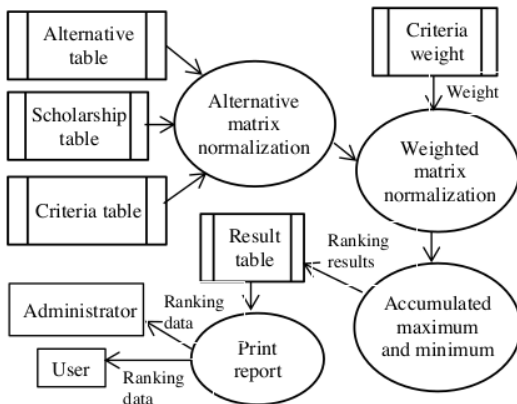 Alternative
table
Scholarship
table
Criteria table
Alternative
matrix
normalization
Criteria
weight
Weight
Weighted
matrix
normalization
Result
table
Ranking
results
Accumulated
maximum
and minimum
Administrator
Ranking
data
Print
report
User
Ranking
data